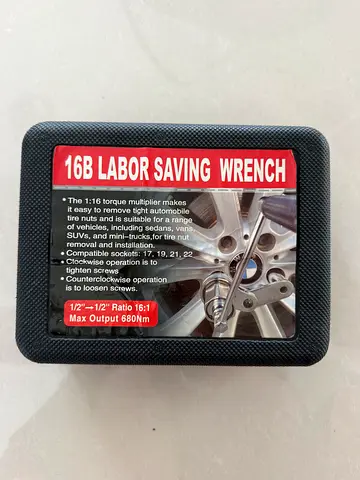 16B LABOR SAVING WRENCH
• The 1:16 torque multiplier makes
it easy to remove tight automobile
tire nuts and is suitable for a range
of vehicles, including sedans, vans,
SUVs, and mini-trucks,for tire nut
removal and installation.
• Compatible sockets: 17, 19, 21, 22
• Clockwise operation is to
tighten screws
• Counterclockwise operation
is to loosen screws.
1/2"→1/2" Ratio 16:1
Max Output 680Nm